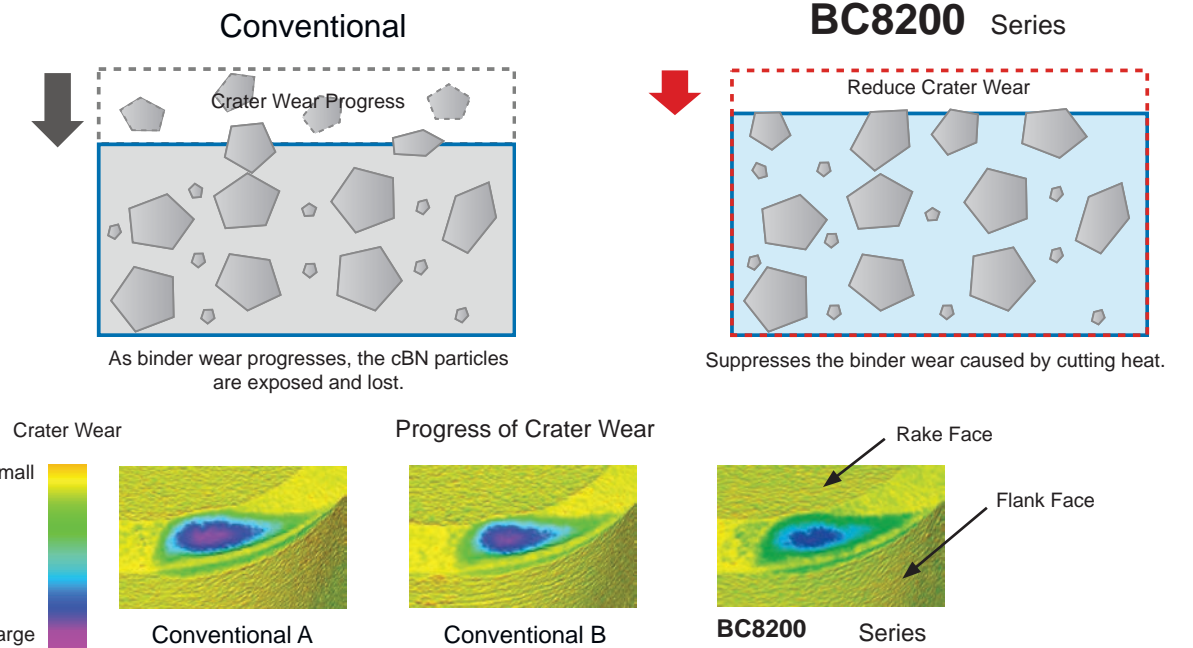 Conventional
BC8200 Series
Crater Wear Progress
Reduce Crater Wear
As binder wear progresses, the cBN particles
are exposed and lost.
Suppresses the binder wear caused by cutting heat.
Crater Wear
Progress of Crater Wear
Rake Face
mall
Flank Face
arge
Conventional A
Conventional B
BC8200 Series